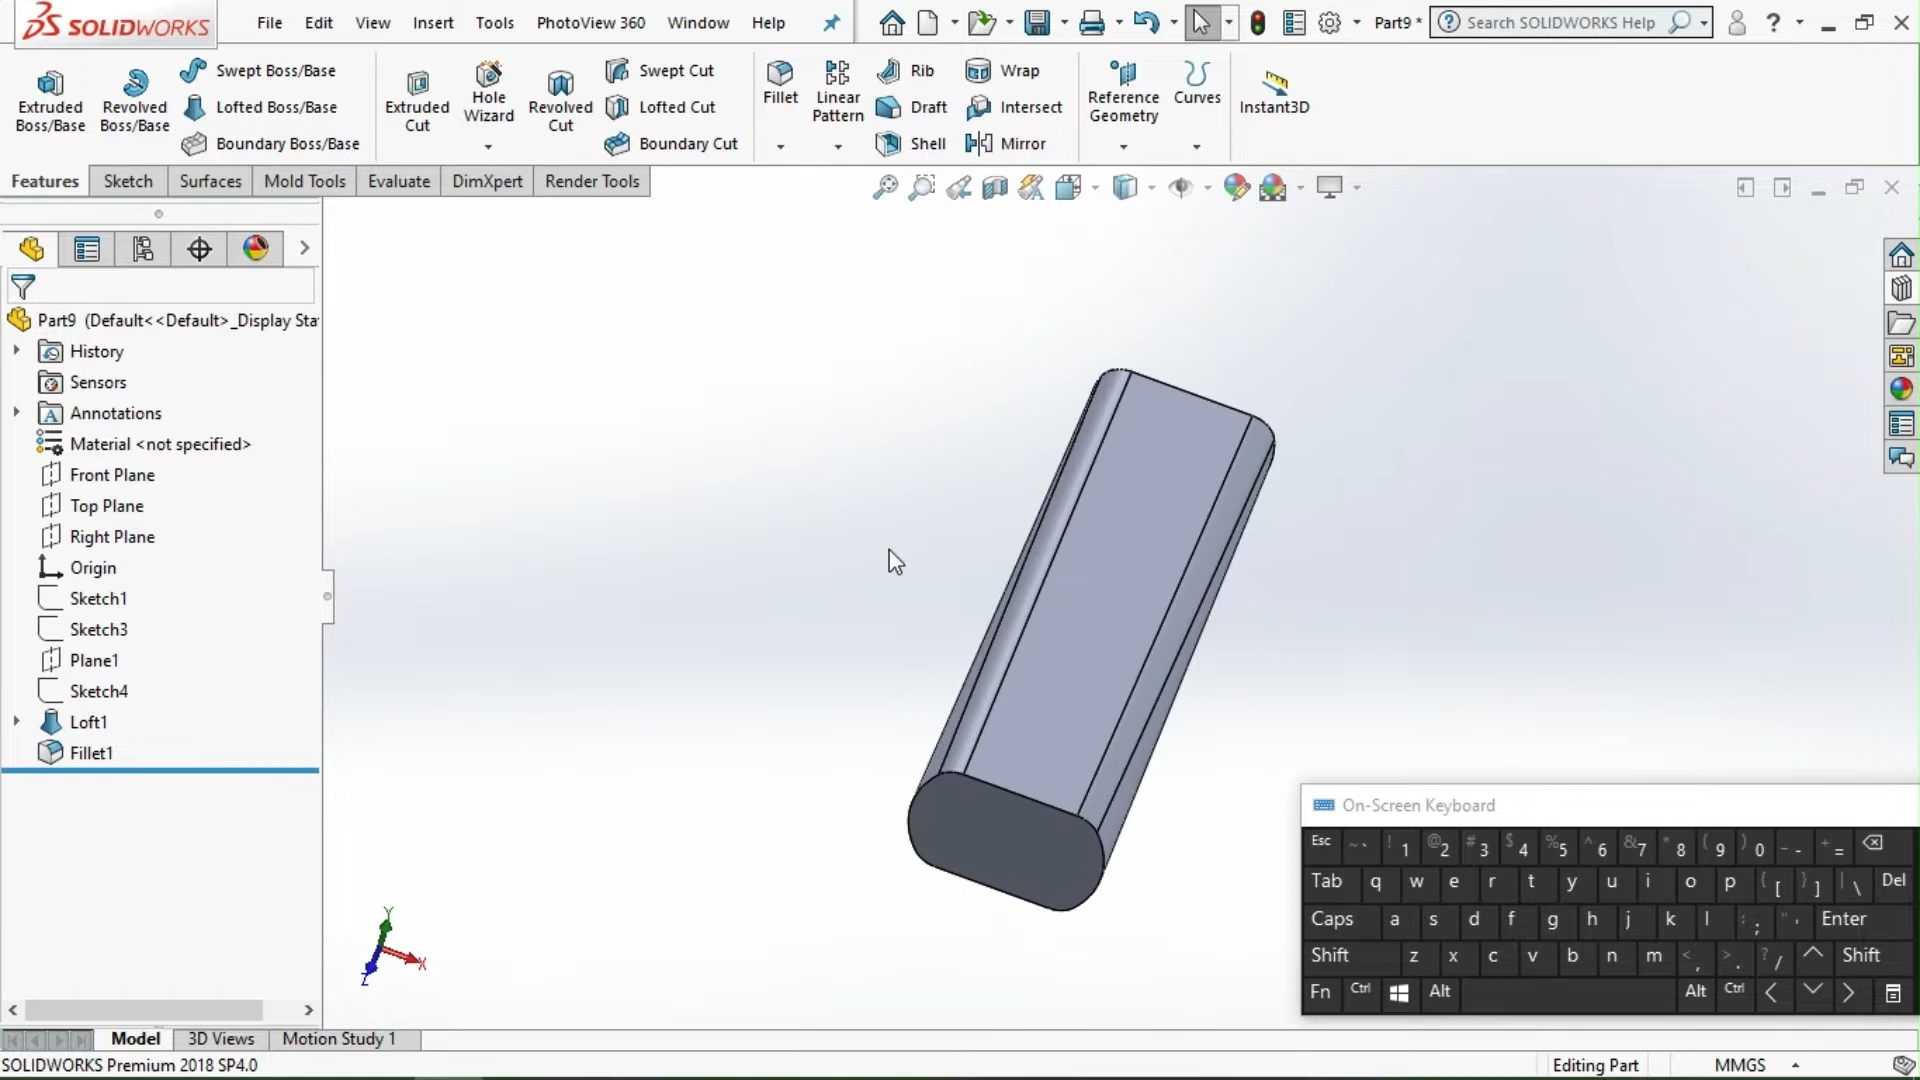 SOLIDWORKS File Edit View Insert Tools PhotoView 360 Window Help Part9 * Search SOLIDWORKS Help ?
Extruded Boss/Base
Revolved Boss/Base
Swept Boss/Base
Lofted Boss/Base
Boundary Boss/Base
Extruded Cut
Hole Wizard
Revolved Cut
Swept Cut
Lofted Cut
Boundary Cut
Fillet
Linear Pattern
Rib
Draft
Shell
Wrap
Intersect
Mirror
Reference Geometry
Curves
Instant3D
Features Sketch Surfaces Mold Tools Evaluate DimXpert Render Tools
Part9 (Default<<Default>_Display Sta
History
Sensors
Annotations
Material <not specified>
Front Plane
Top Plane
Right Plane
Origin
Sketch1
Sketch3
Plane1
Sketch4
Loft1
Fillet1
Y
X
Z
On-Screen Keyboard
Esc ~ ` ! 1 @ 2 # 3 $ 4 % 5 ^ 6 & 7 * 8 ( 9 ) 0 _ - + =
Tab q w e r t y u i o p { [ } ] | \ Del
Caps a s d f g h j k l : ; " ' Enter
Shift z x c v b n m < , > . ? / Shift
Fn Ctrl Alt Alt Ctrl
Model 3D Views Motion Study 1
SOLIDWORKS Premium 2018 SP4.0 Editing Part MMGS